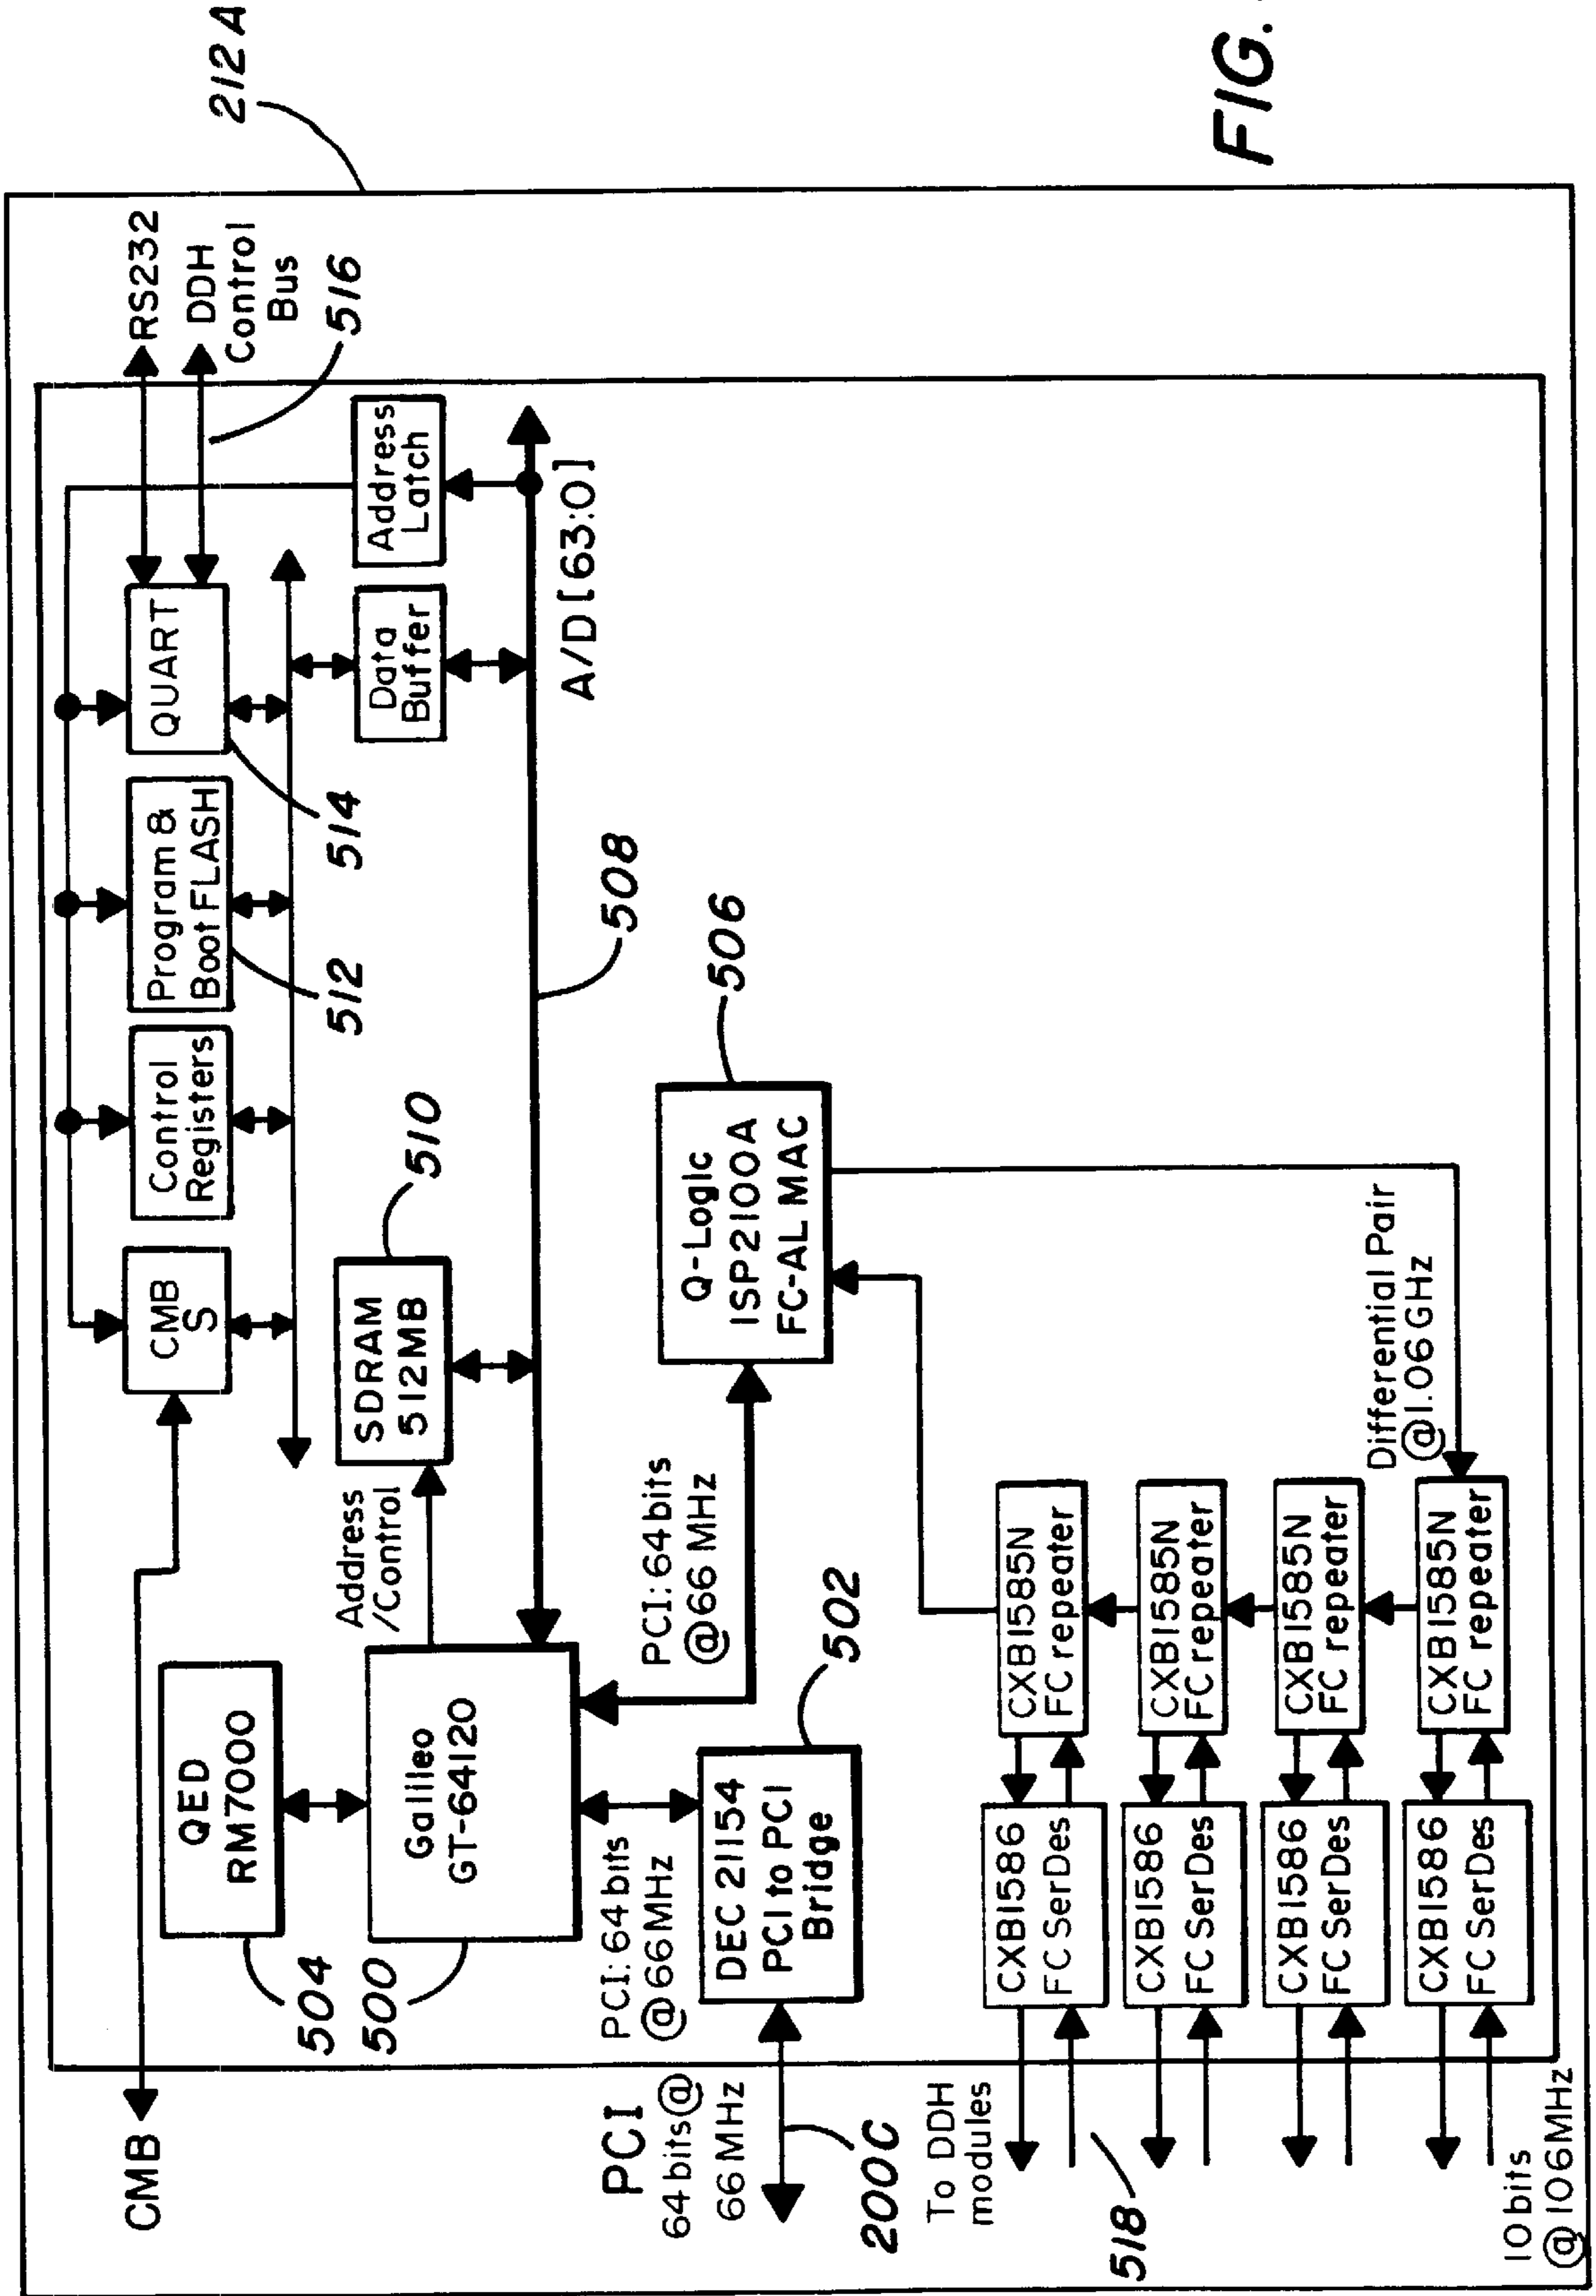 212A
CMB
RS232
DDH
Control
Bus
516
CMB
S
Control
Registers
Program &
Boot FLASH
QUART
512
514
Address
Latch
Data
Buffer
A/D[63:0]
508
QED
RM7000
504
Address
/Control
SDRAM
512MB
510
Galileo
GT-64120
500
PCI: 64 bits
@66MHz
PCI: 64 bits
@66 MHz
Q-Logic
ISP2100A
FC-AL MAC
506
PCI
64 bits@
66 MHz
200C
DEC 21154
PCI to PCI
Bridge
502
To DDH
modules
518
CXB1586
FC SerDes
CXB1585N
FC repeater
CXB1586
FC SerDes
CXB1585N
FC repeater
CXB1586
FC SerDes
CXB1585N
FC repeater
CXB1586
FC SerDes
CXB1585N
FC repeater
Differential Pair
@1.06GHz
10 bits
@ 106MHz
FIG.